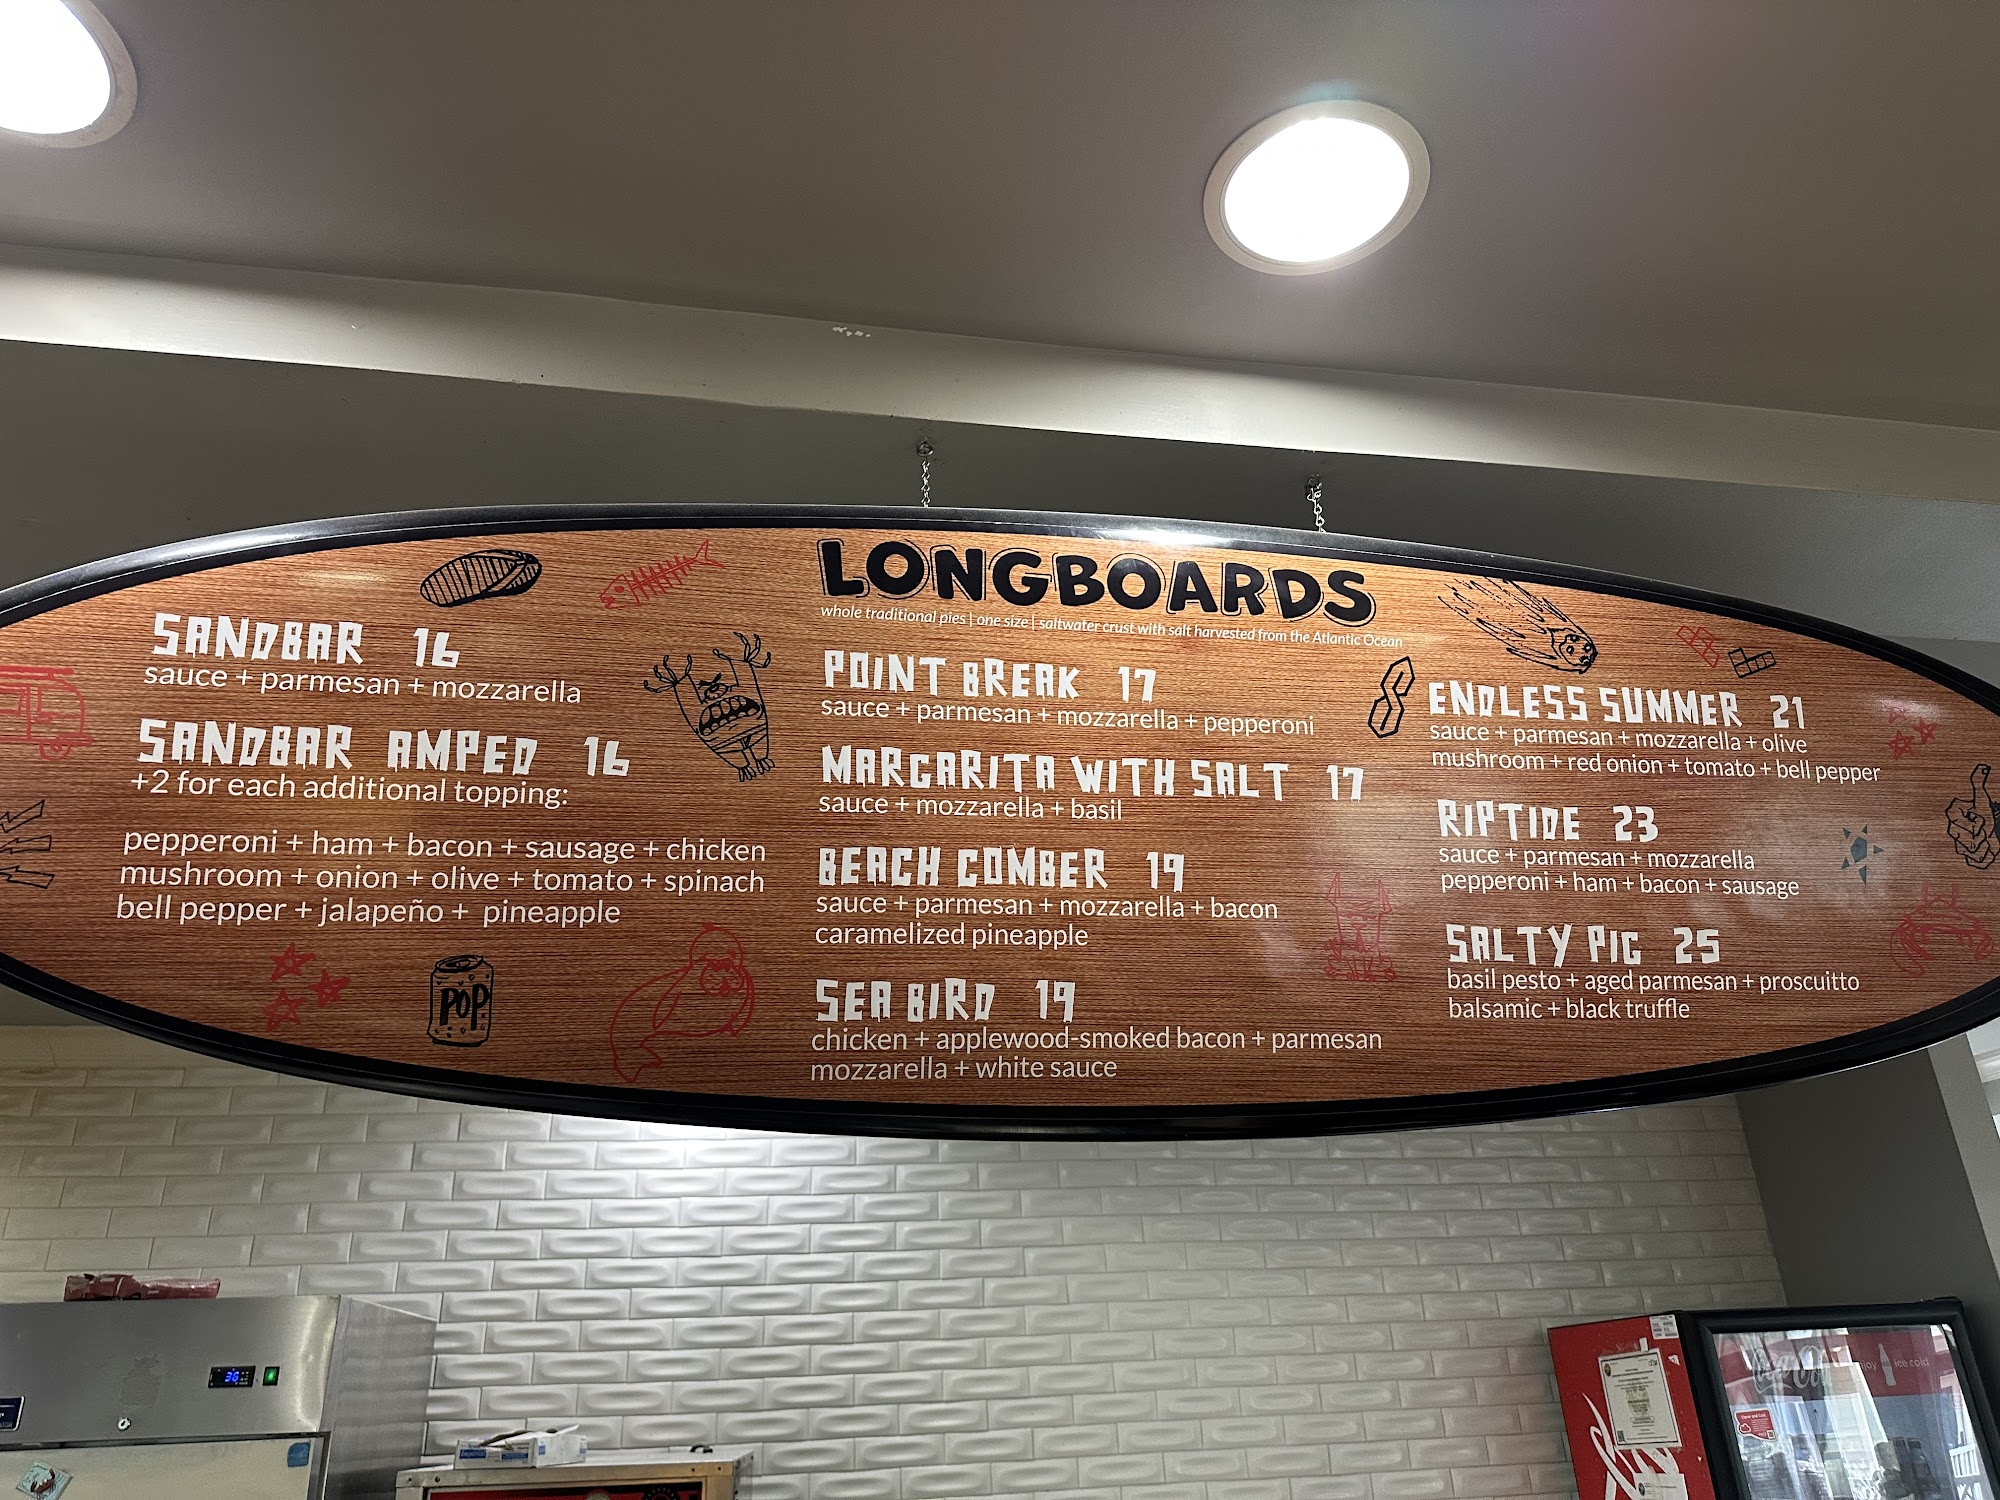 LONGBOARDS
whole traditional pies | one size | saltwater crust with salt harvested from the Atlantic Ocean
SANDBAR 16
sauce + parmesan + mozzarella
SANDBAR AMPED 16
+2 for each additional topping:
pepperoni + ham + bacon + sausage + chicken
mushroom + onion + olive + tomato + spinach
bell pepper + jalapeño + pineapple
POP
POINT BREAK 17
sauce + parmesan + mozzarella + pepperoni
MARGARITA WITH SALT 17
sauce + mozzarella + basil
BEACH COMBER 19
sauce + parmesan + mozzarella + bacon
caramelized pineapple
SEA BIRD 19
chicken + applewood-smoked bacon + parmesan
mozzarella + white sauce
ENDLESS SUMMER 21
sauce + parmesan + mozzarella + olive
mushroom + red onion + tomato + bell pepper
RIPTIDE 23
sauce + parmesan + mozzarella
pepperoni + ham + bacon + sausage
SALTY PIG 25
basil pesto + aged parmesan + proscuitto
balsamic + black truffle
36
ice cold